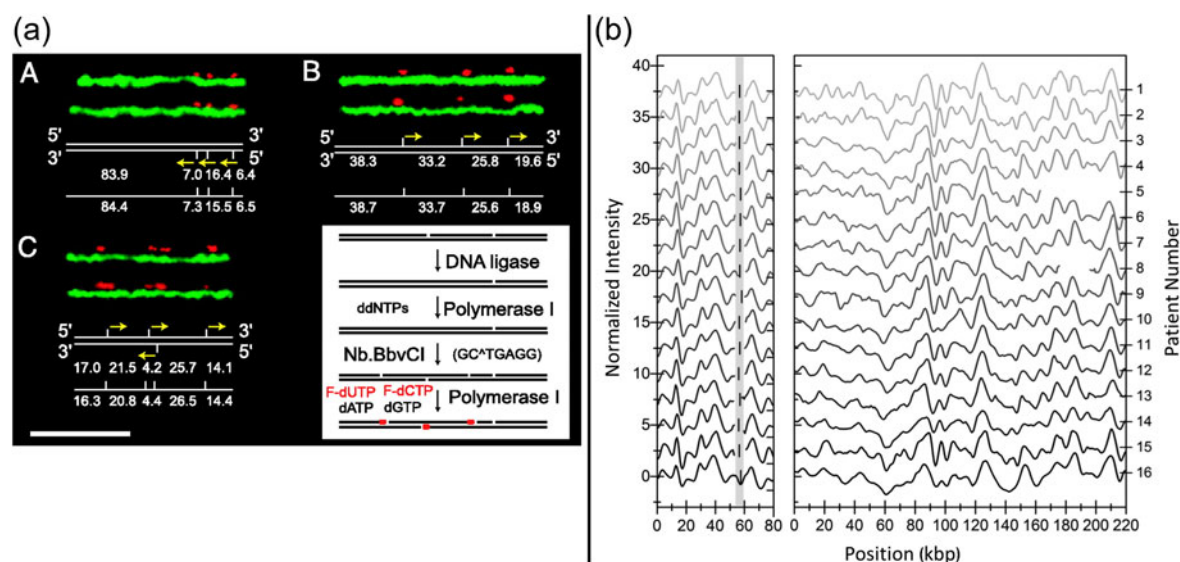 (a)
A
5' 3'
3' 5'
83.9 7.0 16.4 6.4
84.4 7.3 15.5 6.5
B
5' 3'
3' 38.3 33.2 25.8 19.6 5'
38.7 33.7 25.6 18.9
C
5' 3'
3' 5'
17.0 21.5 4.2 25.7 14.1
16.3 20.8 4.4 26.5 14.4
DNA ligase
ddNTPs Polymerase I
Nb.BbvCI (GC^TGAGG)
F-dUTP F-dCTP
dATP dGTP Polymerase I
(b)
Normalized Intensity
40
35
30
25
20
15
10
5
0
0 20 40 60 80
0 20 40 60 80 100 120 140 160 180 200 220
Position (kbp)
1
2
3
4
5
6
7
8
9
10
11
12
13
14
15
16
Patient Number